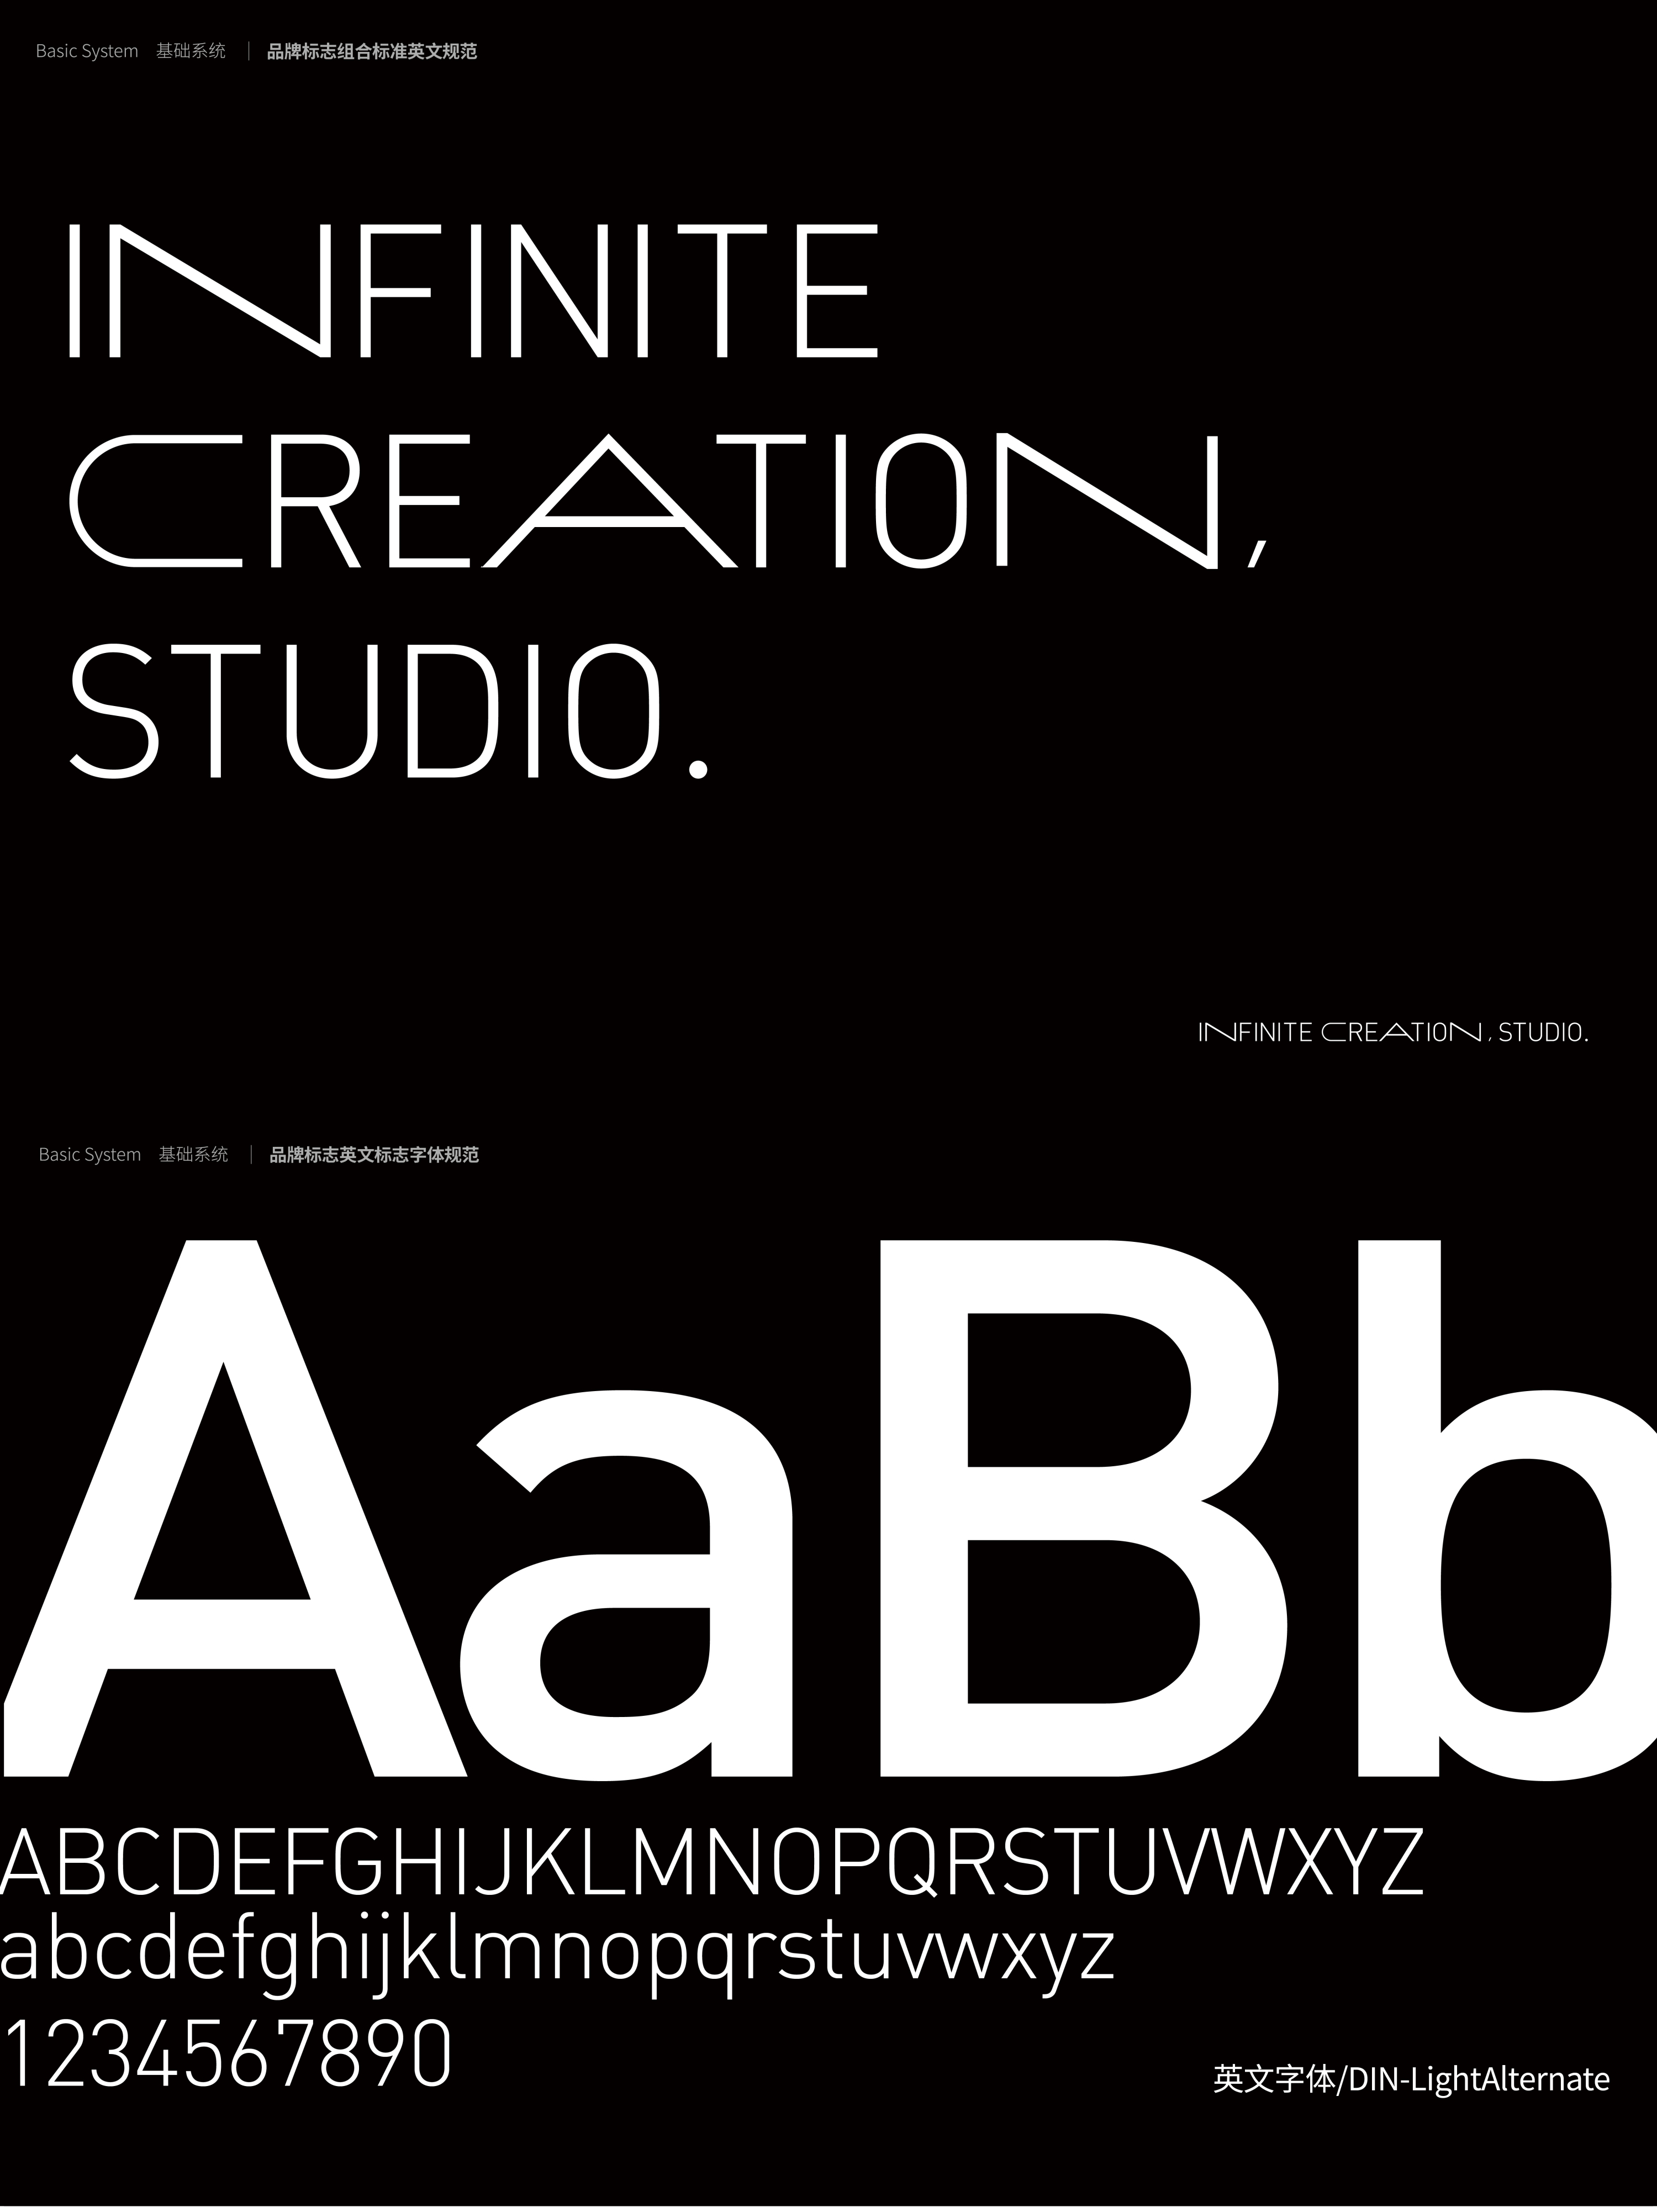 Basic System 基础系统 | 品牌标志组合标准英文规范
INFINITE
CREATION,
STUDIO.
INFINITE CREATION, STUDIO.
Basic System 基础系统 | 品牌标志英文标志字体规范
AaBb
ABCDEFGHIJKLMNOPQRSTUVWXYZ
abcdefghijklmnopqrstuvwxyz
1234567890
英文字体/DIN-LightAlternate